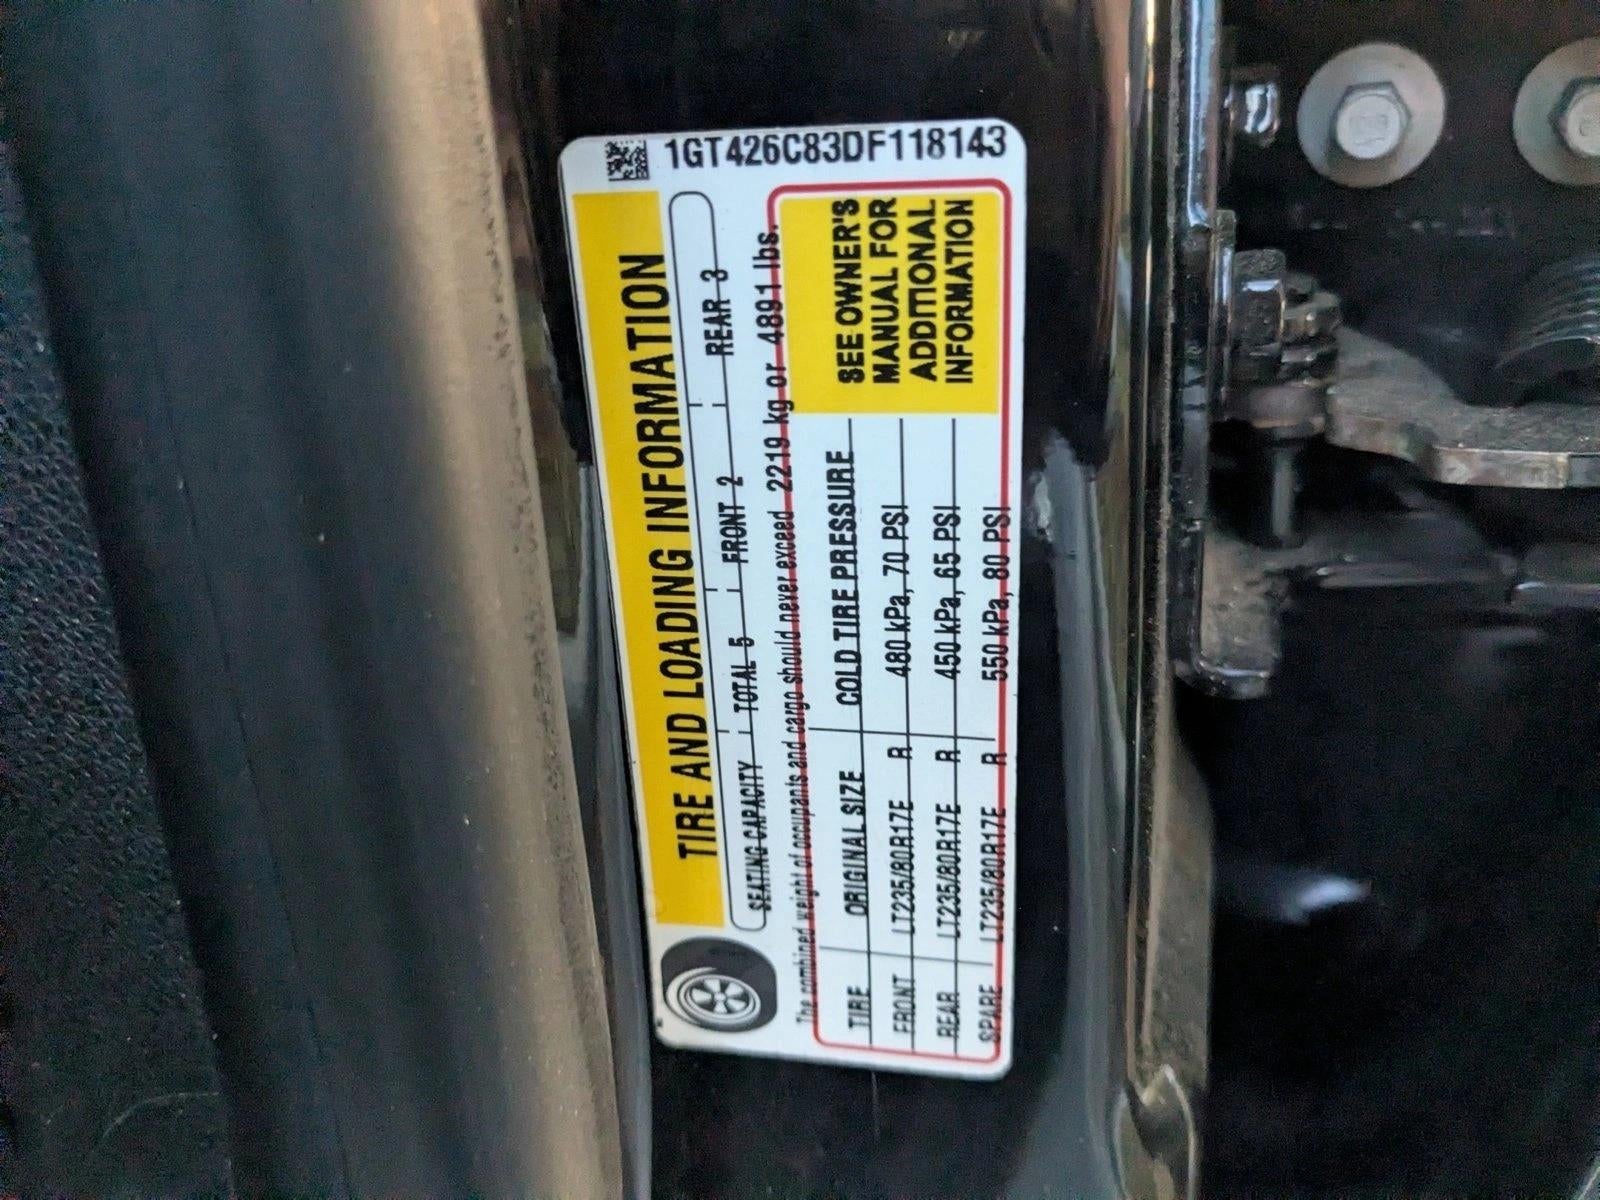 1GT426C83DF118143
TIRE AND LOADING INFORMATION
SEATING CAPACITY TOTAL 5 FRONT 2 REAR 3
The combined weight of occupants and cargo should never exceed 2219 kg or 4891 lbs.
TIRE ORIGINAL SIZE COLD TIRE PRESSURE
FRONT LT235/80R17E R 480 kPa, 70 PSI
REAR LT235/80R17E R 450 kPa, 65 PSI
SPARE LT235/80R17E R 550 kPa, 80 PSI
SEE OWNER'S
MANUAL FOR
ADDITIONAL
INFORMATION